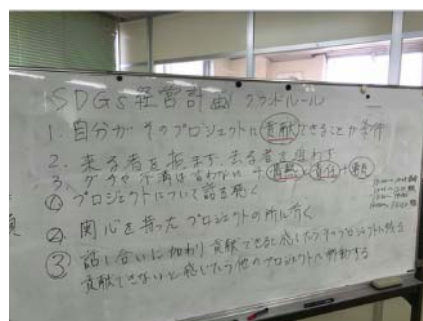 SDGs経営計画 グランドルール
1. 自分がそのプロジェクトに貢献できることが条件
2. 来る者を拒まず、去る者を追わず
3. グチや不満は言わない →
責任
① プロジェクトについて話を聴く
② 関心を持ったプロジェクトの所に行く
③ 話し合いに加わり貢献できると感じたらそのプロジェクトに
貢献できないと感じたら他のプロジェクトへ移動する